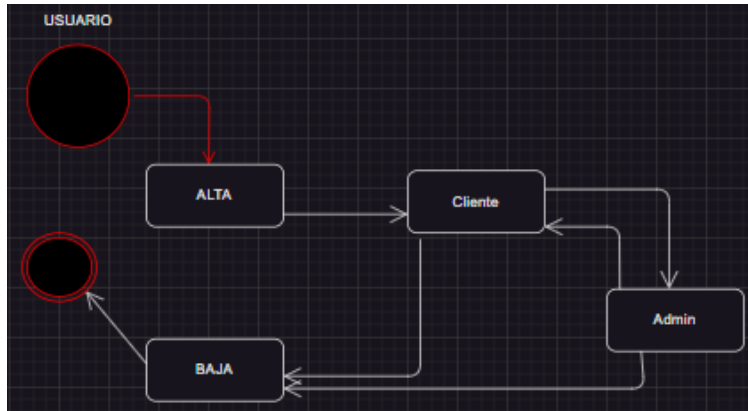 USUARIO
ALTA
Cliente
Admin
BAJA